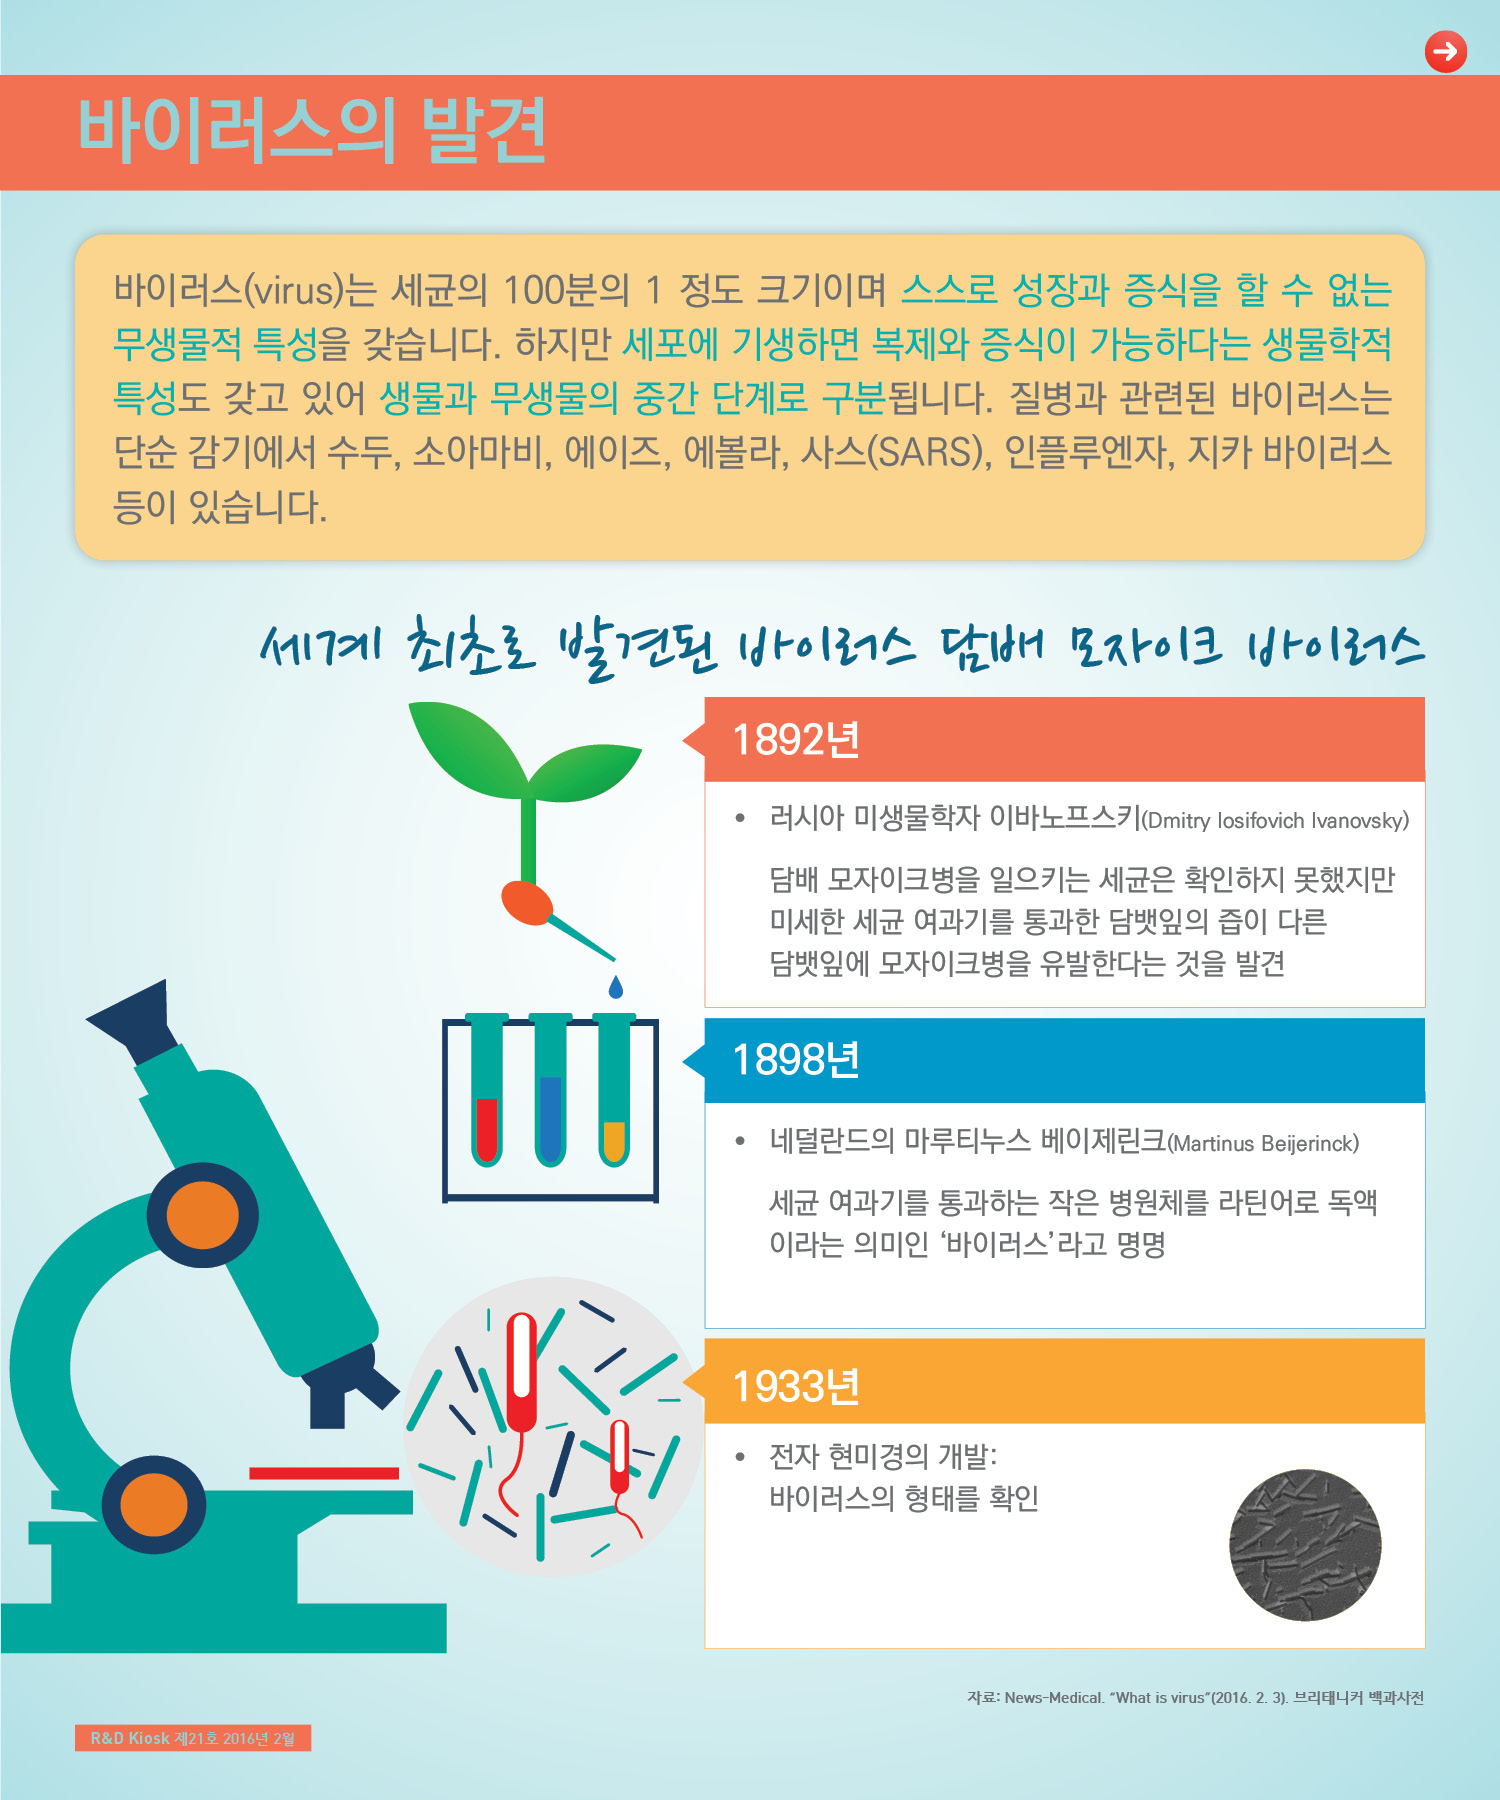 바이러스의 발견
바이러스(virus)는 세균의 100분의 1 정도 크기이며 스스로 성장과 증식을 할 수 없는
무생물적 특성을 갖습니다. 하지만 세포에 기생하면 복제와 증식이 가능하다는 생물학적
특성도 갖고 있어 생물과 무생물의 중간 단계로 구분됩니다. 질병과 관련된 바이러스는
단순 감기에서 수두, 소아마비, 에이즈, 에볼라, 사스(SARS), 인플루엔자, 지카 바이러스
등이 있습니다.
세계 최초로 발견된 바이러스 담배 모자이크 바이러스
1892년
• 러시아 미생물학자 이바노프스키(Dmitry Iosifovich Ivanovsky)
담배 모자이크병을 일으키는 세균은 확인하지 못했지만
미세한 세균 여과기를 통과한 담뱃잎의 즙이 다른
담뱃잎에 모자이크병을 유발한다는 것을 발견
1898년
• 네덜란드의 마루티누스 베이제린크(Martinus Beijerinck)
세균 여과기를 통과하는 작은 병원체를 라틴어로 독액
이라는 의미인 ‘바이러스’라고 명명
1933년
• 전자 현미경의 개발:
바이러스의 형태를 확인
자료: News-Medical. “What is virus”(2016. 2. 3). 브리태니커 백과사전
R&D Kiosk 제21호 2016년 2월